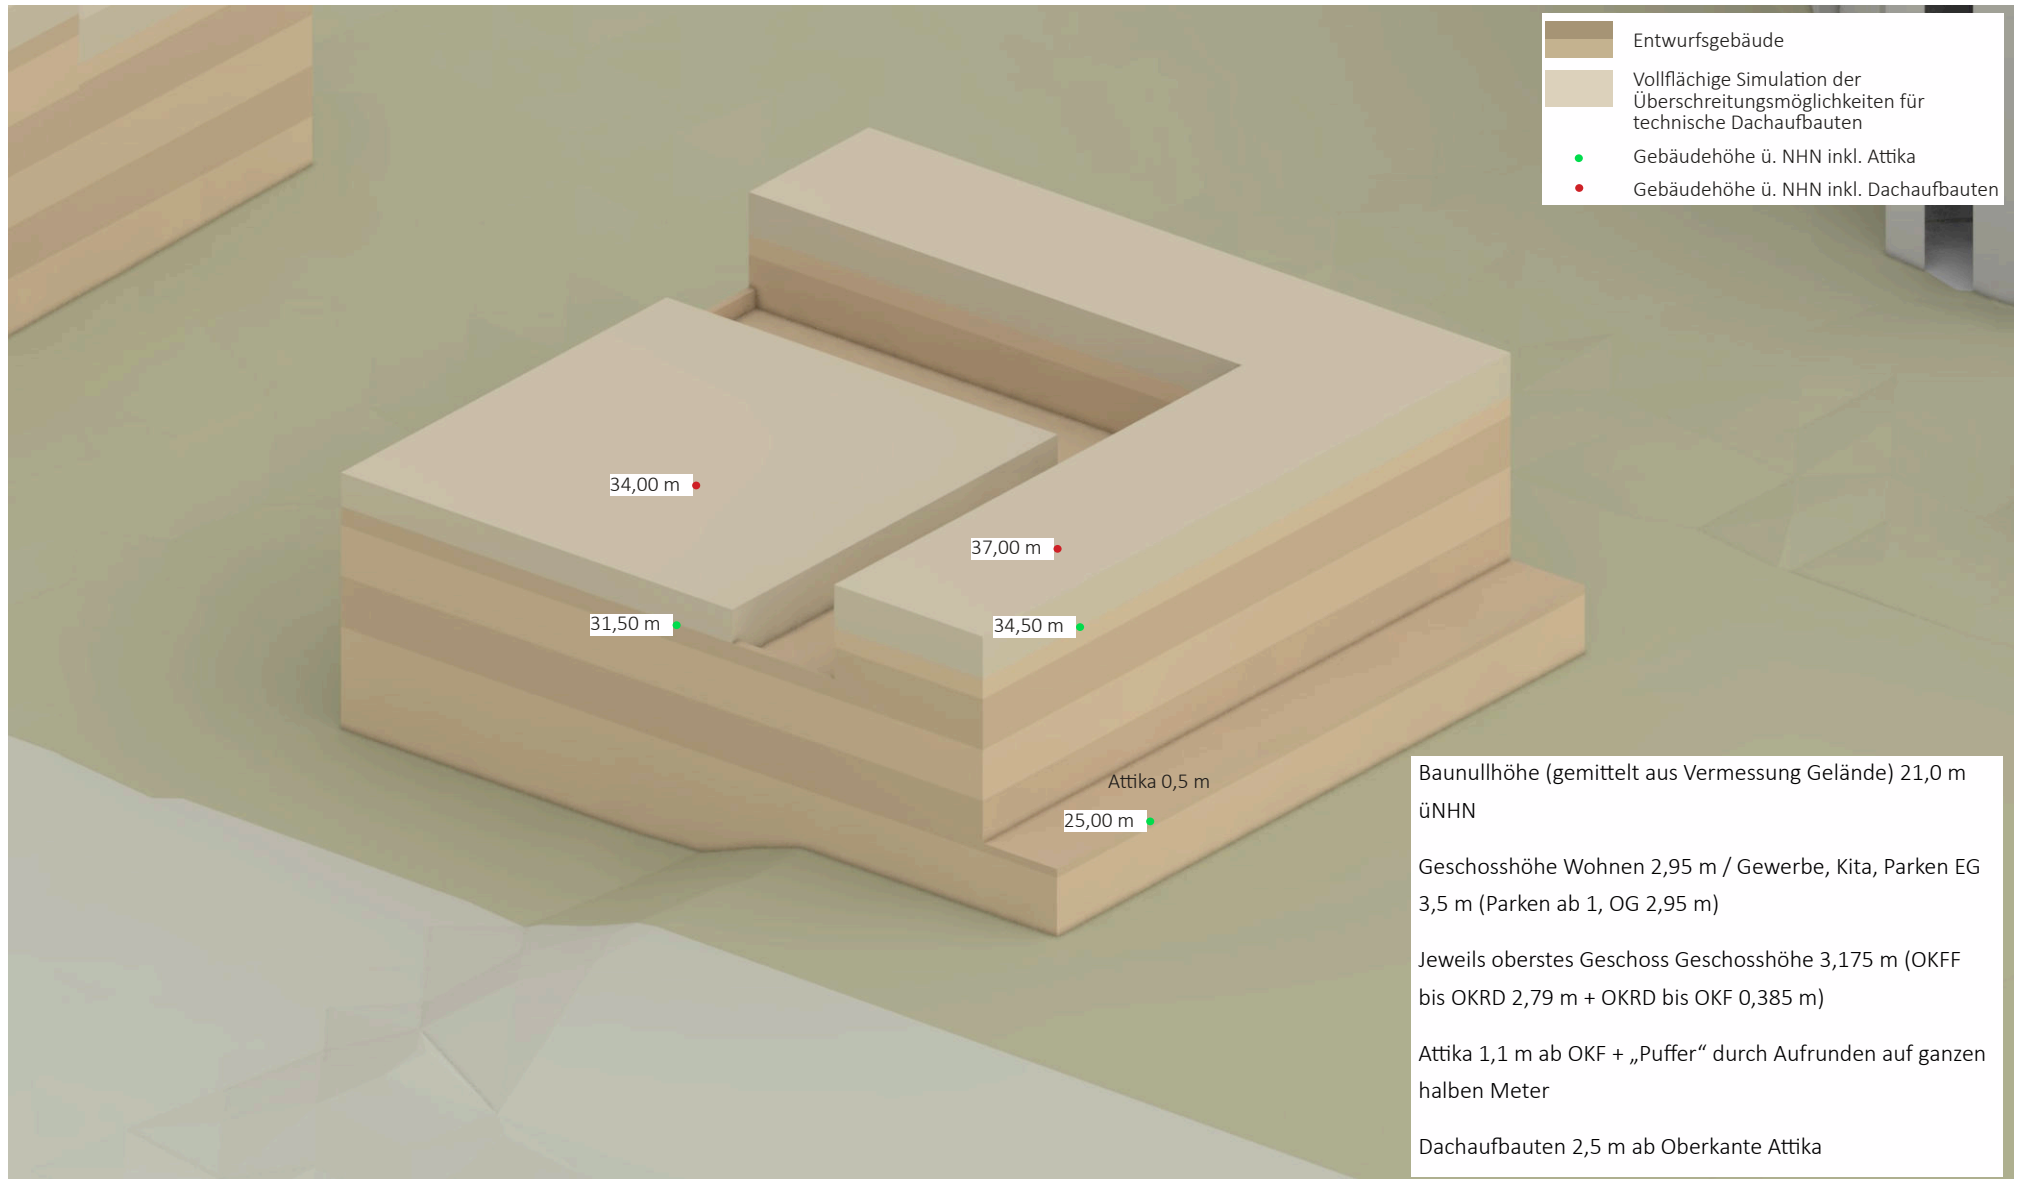 Entwurfsgebäude
Vollflächige Simulation der
Überschreitungsmöglichkeiten für
technische Dachaufbauten
Gebäudehöhe ü. NHN inkl. Attika
Gebäudehöhe ü. NHN inkl. Dachaufbauten
34,00 m
37,00 m
31,50 m
34,50 m
Attika 0,5 m
25,00 m
Baunullhöhe (gemittelt aus Vermessung Gelände) 21,0 m
üNHN
Geschosshöhe Wohnen 2,95 m / Gewerbe, Kita, Parken EG
3,5 m (Parken ab 1, OG 2,95 m)
Jeweils oberstes Geschoss Geschosshöhe 3,175 m (OKFF
bis OKRD 2,79 m + OKRD bis OKF 0,385 m)
Attika 1,1 m ab OKF + „Puffer“ durch Aufrunden auf ganzen
halben Meter
Dachaufbauten 2,5 m ab Oberkante Attika